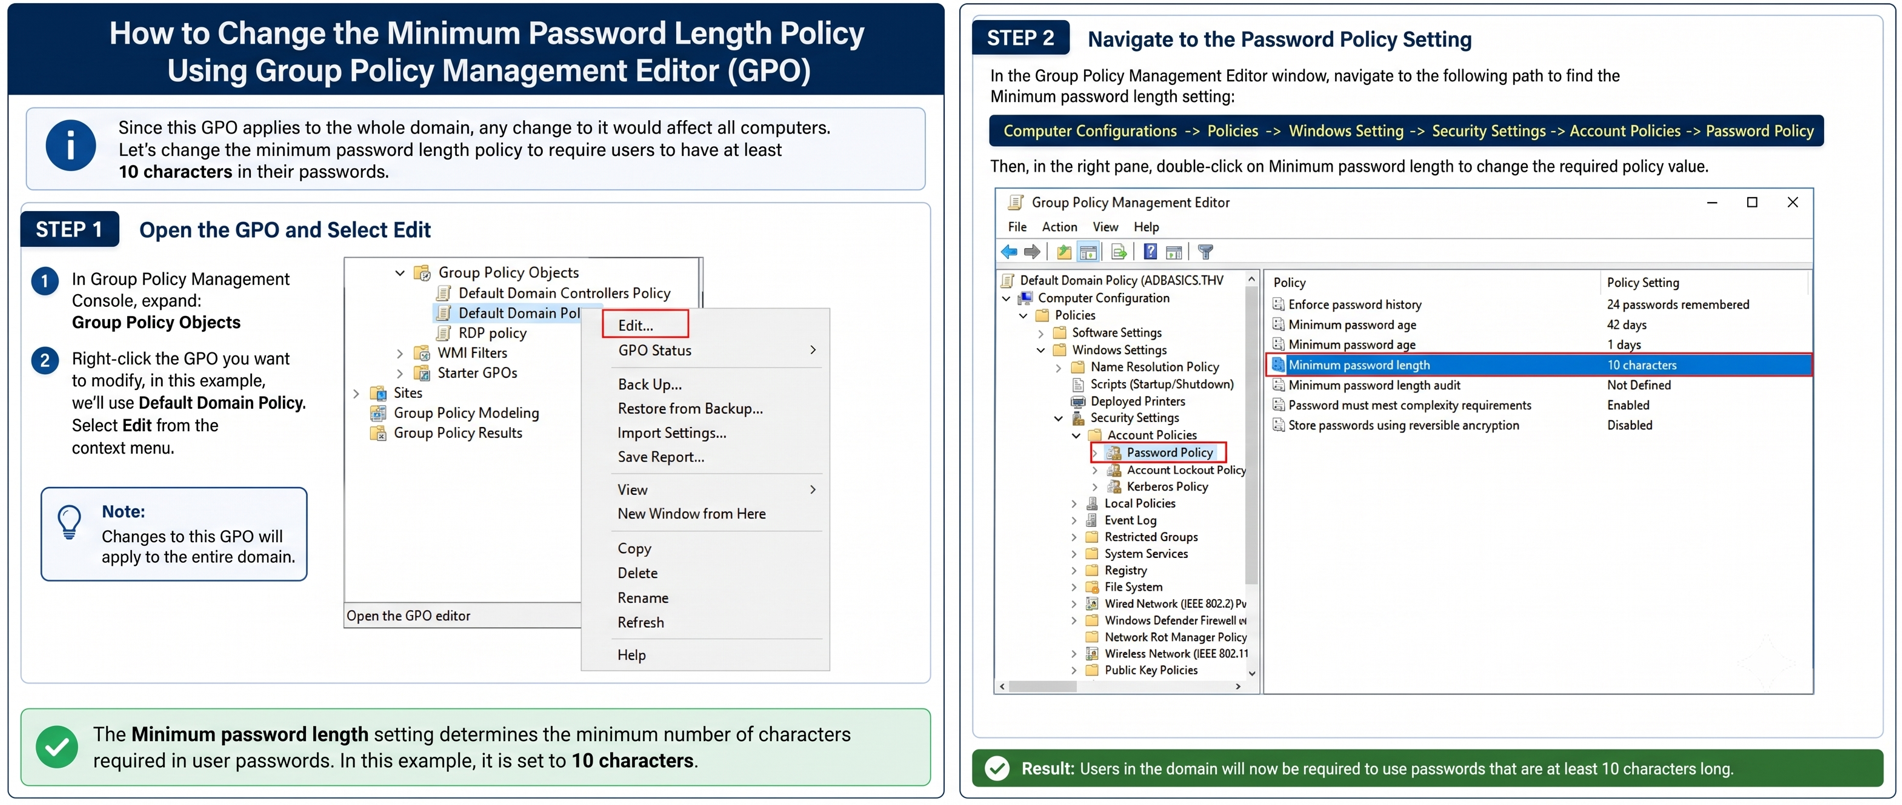 How to Change the Minimum Password Length Policy
Using Group Policy Management Editor (GPO)
Since this GPO applies to the whole domain, any change to it would affect all computers.
Let's change the minimum password length policy to require users to have at least
10 characters in their passwords.
STEP 1
Open the GPO and Select Edit
1
In Group Policy Management
Console, expand:
Group Policy Objects
2
Right-click the GPO you want
to modify, in this example,
we'll use Default Domain Policy.
Select Edit from the
context menu.
Note:
Changes to this GPO will
apply to the entire domain.
Group Policy Objects
Default Domain Controllers Policy
Default Domain Pol
RDP policy
WMI Filters
Starter GPOs
Sites
Group Policy Modeling
Group Policy Results
Open the GPO editor
Edit...
GPO Status
Back Up...
Restore from Backup...
Import Settings...
Save Report...
View
New Window from Here
Copy
Delete
Rename
Refresh
Help
The Minimum password length setting determines the minimum number of characters
required in user passwords. In this example, it is set to 10 characters.
STEP 2
Navigate to the Password Policy Setting
In the Group Policy Management Editor window, navigate to the following path to find the
Minimum password length setting:
Computer Configurations -> Policies -> Windows Setting -> Security Settings -> Account Policies -> Password Policy
Then, in the right pane, double-click on Minimum password length to change the required policy value.
Group Policy Management Editor
File Action View Help
Default Domain Policy (ADBASICS.THV
Computer Configuration
Policies
Software Settings
Windows Settings
Name Resolution Policy
Scripts (Startup/Shutdown)
Deployed Printers
Security Settings
Account Policies
Password Policy
Account Lockout Policy
Kerberos Policy
Local Policies
Event Log
Restricted Groups
System Services
Registry
File System
Wired Network (IEEE 802.2) Pv
Windows Defender Firewell
Network Rot Manager Policy
Wireless Network (IEEE 802.11
Public Key Policies
Policy Policy Setting
Enforce password history 24 passwords remembered
Minimum password age 42 days
Minimum password age 1 days
Minimum password length 10 characters
Minimum password length audit Not Defined
Password must mest complexity requirements Enabled
Store passwords using reversible ancryption Disabled
Result: Users in the domain will now be required to use passwords that are at least 10 characters long.